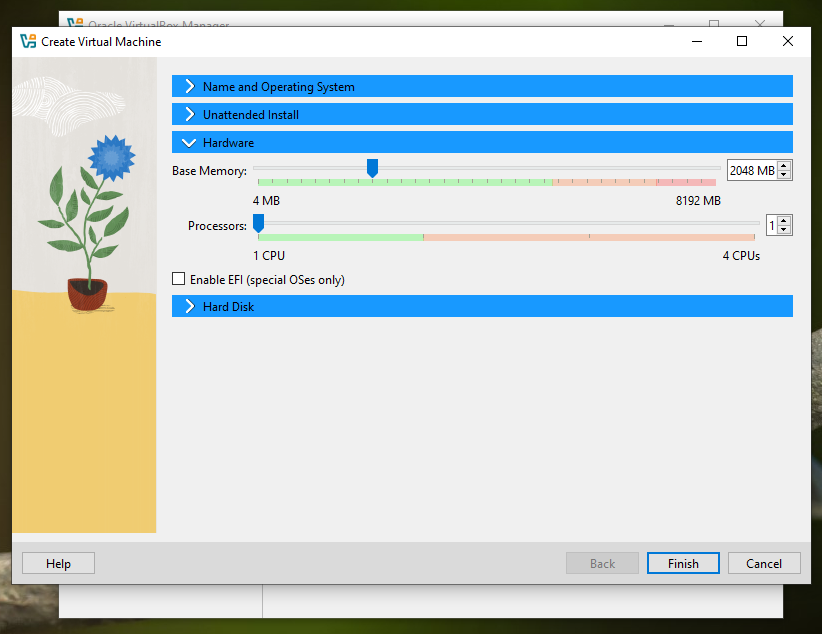 Oracle VirtualBox Manager
Create Virtual Machine
Name and Operating System
Unattended Install
Hardware
Base Memory: 2048 MB
4 MB 8192 MB
Processors: 1
1 CPU 4 CPUs
Enable EFI (special OSes only)
Hard Disk
Help Back Finish Cancel